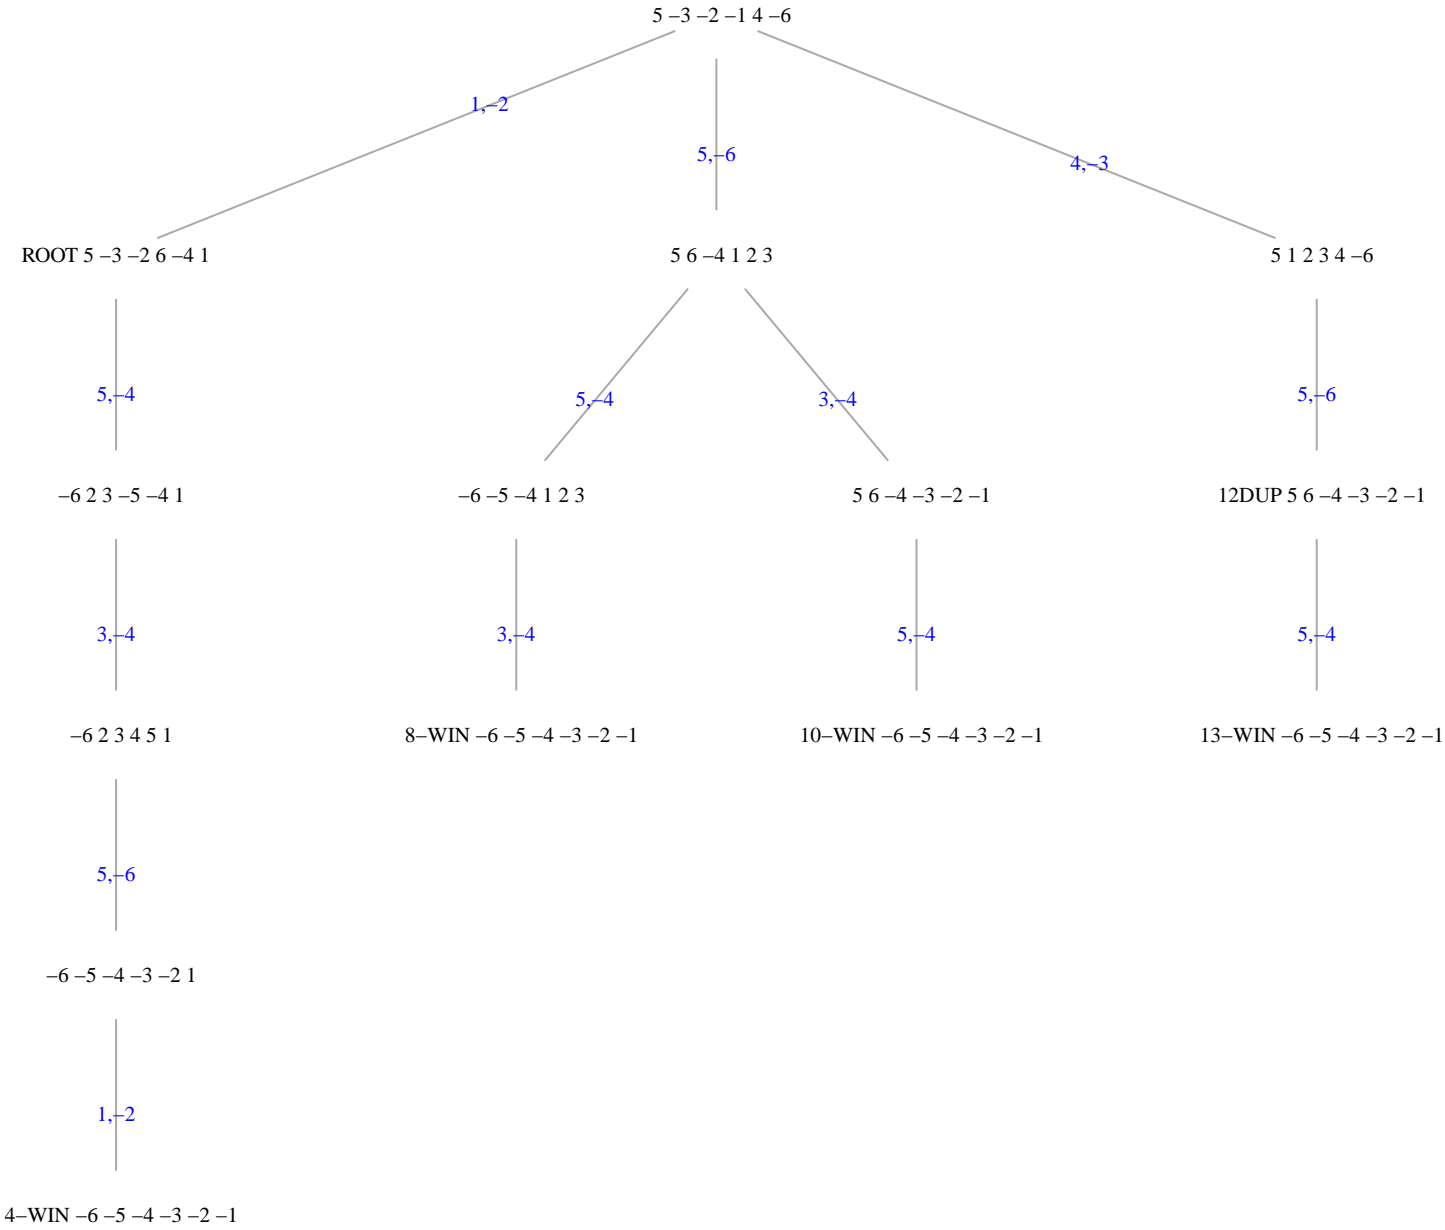 5 –3 –2 –1 4 –6
1,–2
5,–6
4,–3
ROOT 5 –3 –2 6 –4 1
5 6 –4 1 2 3
5 1 2 3 4 –6
5,–4
5,–4
3,–4
5,–6
–6 2 3 –5 –4 1
–6 –5 –4 1 2 3
5 6 –4 –3 –2 –1
12DUP 5 6 –4 –3 –2 –1
3,–4
3,–4
5,–4
5,–4
–6 2 3 4 5 1
8–WIN –6 –5 –4 –3 –2 –1
10–WIN –6 –5 –4 –3 –2 –1
13–WIN –6 –5 –4 –3 –2 –1
5,–6
–6 –5 –4 –3 –2 1
1,–2
4–WIN –6 –5 –4 –3 –2 –1